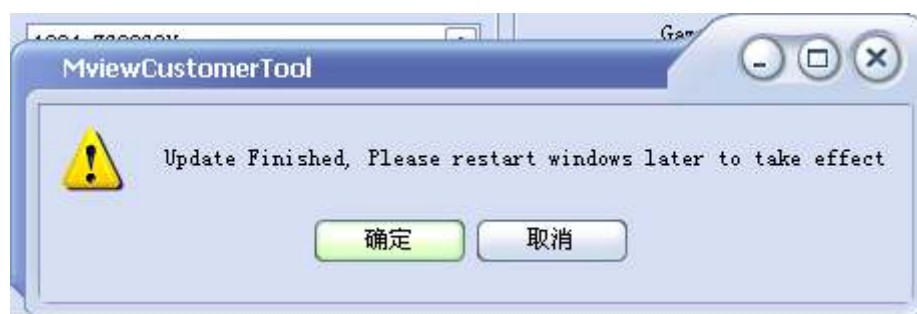 MviewCustomerTool
Update Finished, Please restart windows later to take effect
确定
取消